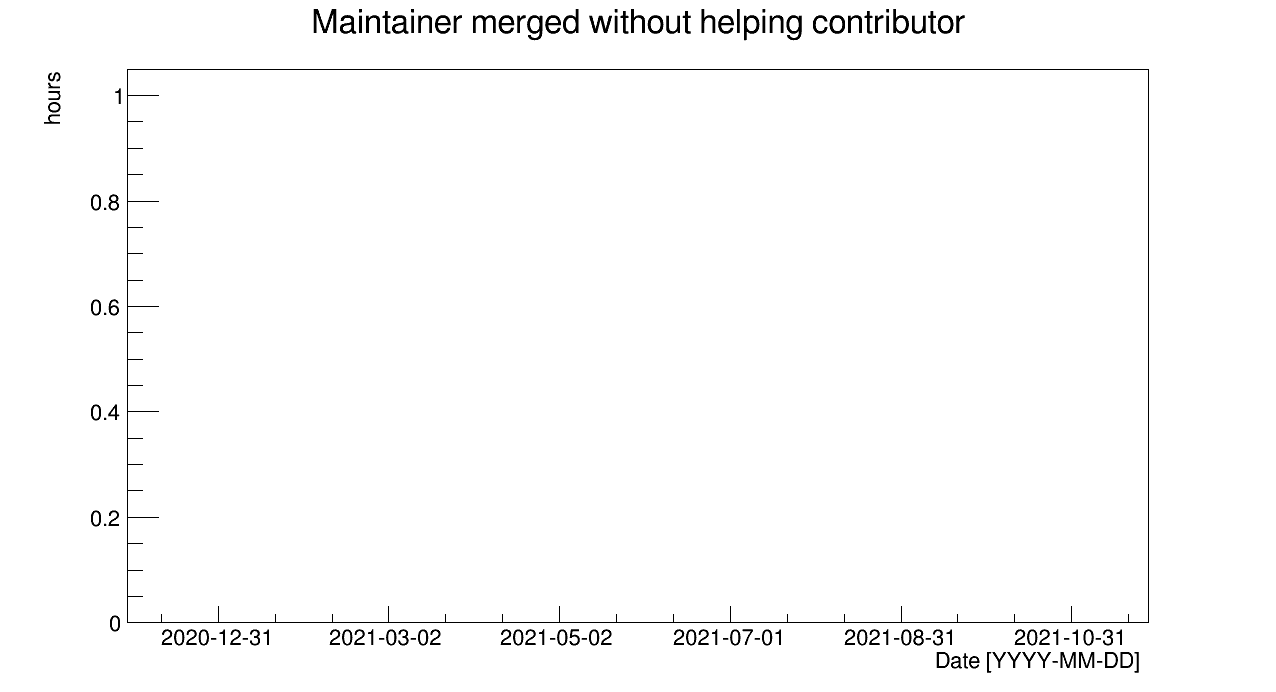 Maintainer merged without helping contributor
hours
1
0.8
0.6
0.4
0.2
0
2020-12-31 2021-03-02 2021-05-02 2021-07-01 2021-08-31 2021-10-31
Date [YYYY-MM-DD]